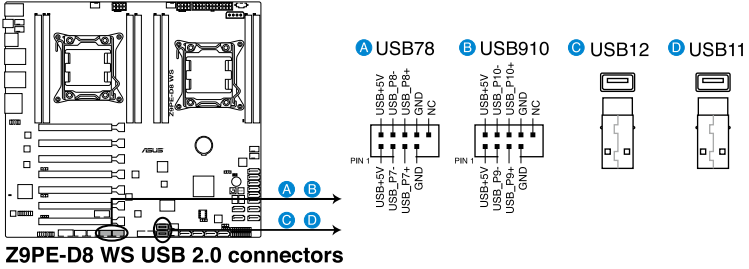 A USB78
B USB910
C USB12
D USB11
USB+5V
USB_P8-
USB_P8+
GND
NC
PIN 1
USB+5V
USB_P7-
USB_P7+
GND
USB+5V
USB_P10-
USB_P10+
GND
NC
PIN 1
USB+5V
USB_P9-
USB_P9+
GND
Z9PE-D8 WS
ASUS
A B
C D
Z9PE-D8 WS USB 2.0 connectors